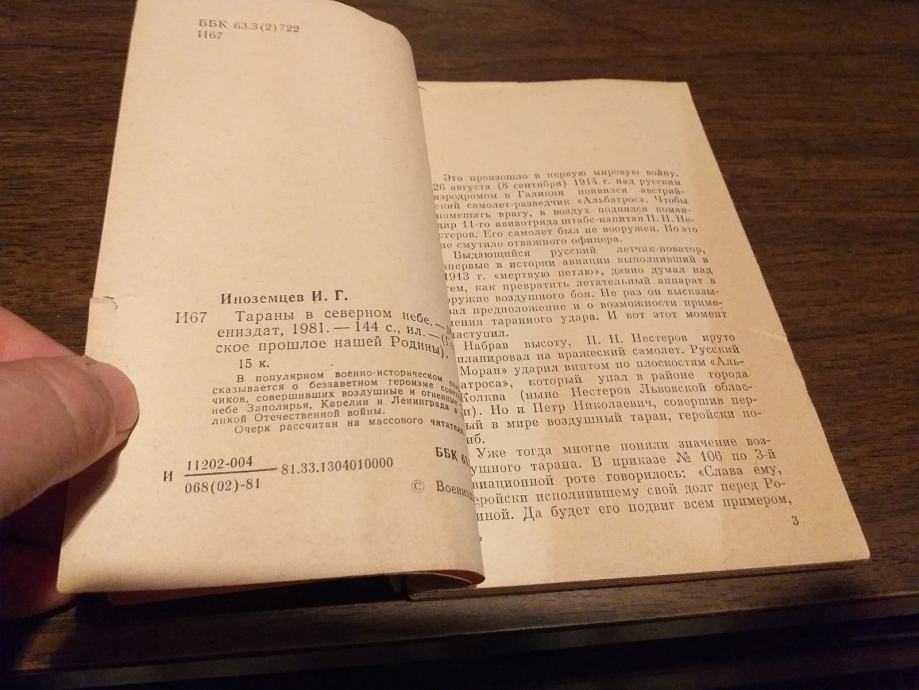 ББК 63.3(2)722
И67
Иноземцев И. Г.
И67 Тараны в северном небе.—
ениздат, 1981. — 144 с., ил. —
ское прошлое нашей Родины).
15 к.
В популярном военно-историческом
сказывается о беззаветном героизме
чиков, совершивших воздушные и огненные
небе Заполярья, Карелии и Ленинграда в
ликой Отечественной войны.
Очерк рассчитан на массового читателя.
ББК
И 11202-004
068(02)-81 81.33.1304010000
©
Это произошло в первую мировую войну.
26 августа (8 сентября) 1914 г. над русским
аэродромом в Галиции появился австрий-
ский самолет-разведчик «Альбатрос». Чтобы
помешать врагу, в воздух поднялся коман-
дир 11-го авиаотряда штабс-капитан П. Н. Не-
стеров. Его самолет был не вооружен. Но это
не смутило отважного офицера.
Выдающийся русский летчик-новатор,
впервые в истории авиации выполнивший в
1913 г. «мертвую петлю», давно думал над
тем, как превратить летательный аппарат в
оружие воздушного боя. Не раз он высказы-
вал предположение о возможности приме-
нения таранного удара. И вот этот момент
наступил.
Набрав высоту, П. Н. Нестеров круто
спланировал на вражеский самолет. Русский
Моран» ударил винтом по плоскостям «Аль-
батроса», который упал в районе города
Жолква (ныне Нестеров Львовской облас-
ти). Но и Петр Николаевич, совершив пер-
ый в мире воздушный таран, геройски по-
гиб.
Уже тогда многие поняли значение воз-
ушного тарана. В приказе № 106 по 3-й
виационной роте говорилось: «Слава ему,
еройски исполнившему свой долг перед Ро-
иной. Да будет его подвиг всем примером,
3